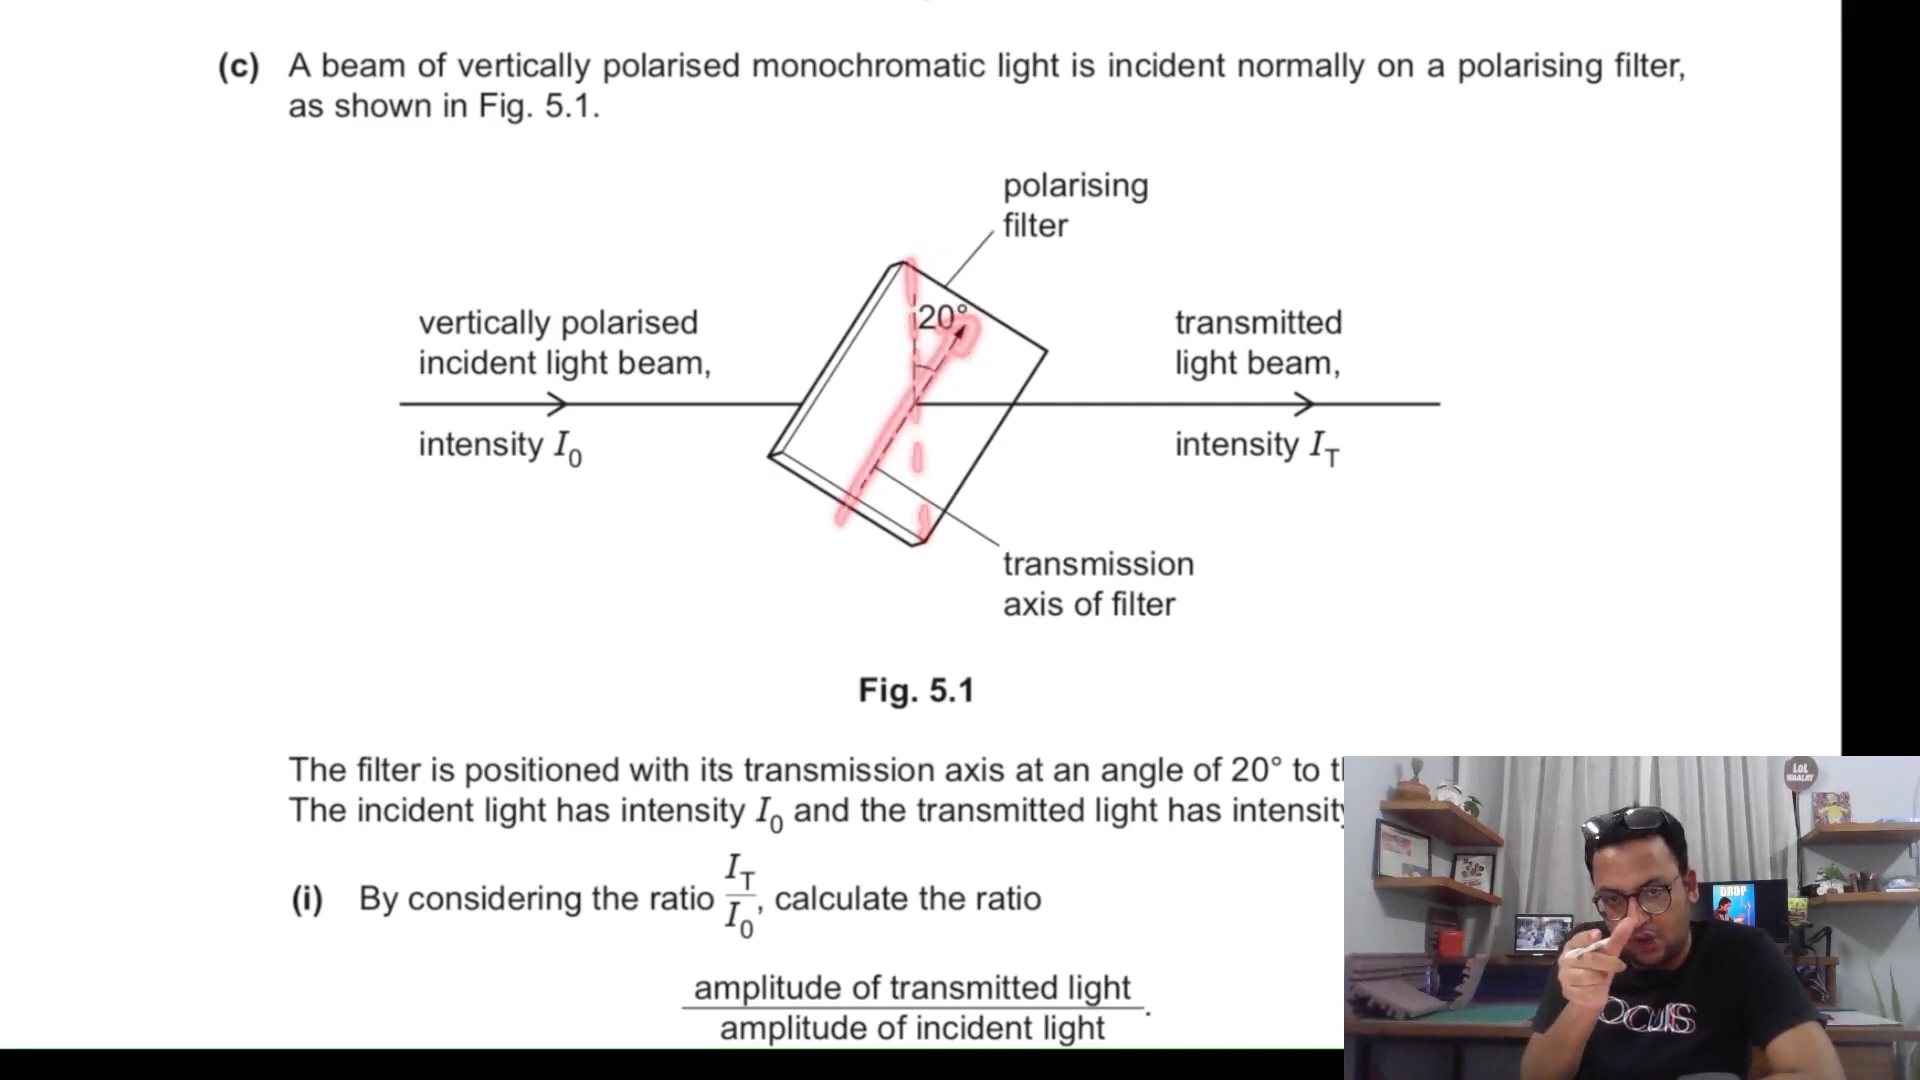 (c) A beam of vertically polarised monochromatic light is incident normally on a polarising filter,
as shown in Fig. 5.1.
polarising
filter
20°
vertically polarised
incident light beam,
intensity I0
transmitted
light beam,
intensity IT
transmission
axis of filter
Fig. 5.1
The filter is positioned with its transmission axis at an angle of 20° to
The incident light has intensity I0 and the transmitted light has intensity
(i) By considering the ratio IT/I0, calculate the ratio
amplitude of transmitted light
amplitude of incident light
LOL
DROP